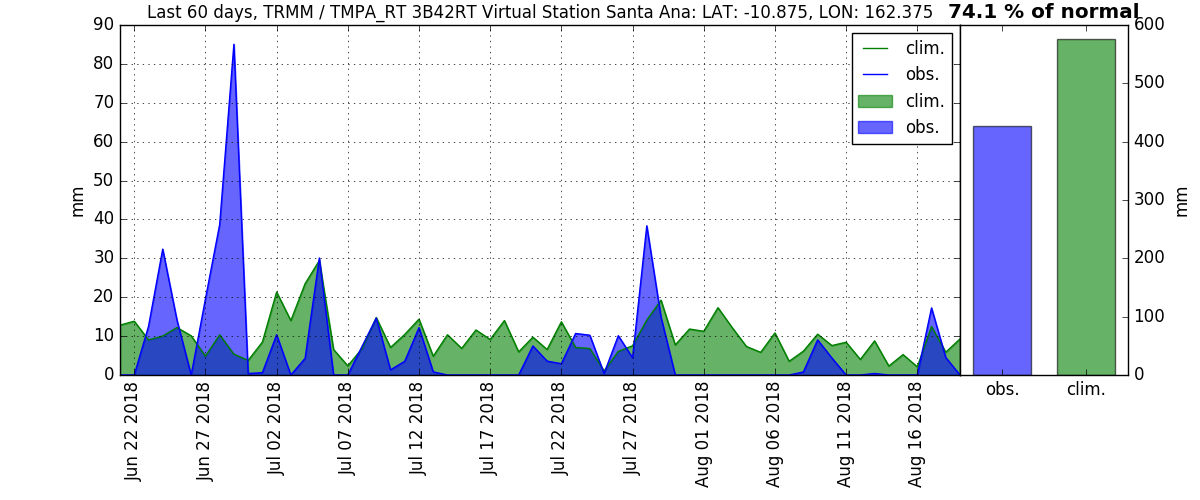 Last 60 days, TRMM / TMPA_RT 3B42RT Virtual Station Santa Ana: LAT: -10.875, LON: 162.375
74.1 % of normal
90
80
70
60
50
40
30
20
10
0
mm
clim.
obs.
clim.
obs.
Jun 22 2018
Jun 27 2018
Jul 02 2018
Jul 07 2018
Jul 12 2018
Jul 17 2018
Jul 22 2018
Jul 27 2018
Aug 01 2018
Aug 06 2018
Aug 11 2018
Aug 16 2018
600
500
400
300
200
100
0
mm
obs.
clim.